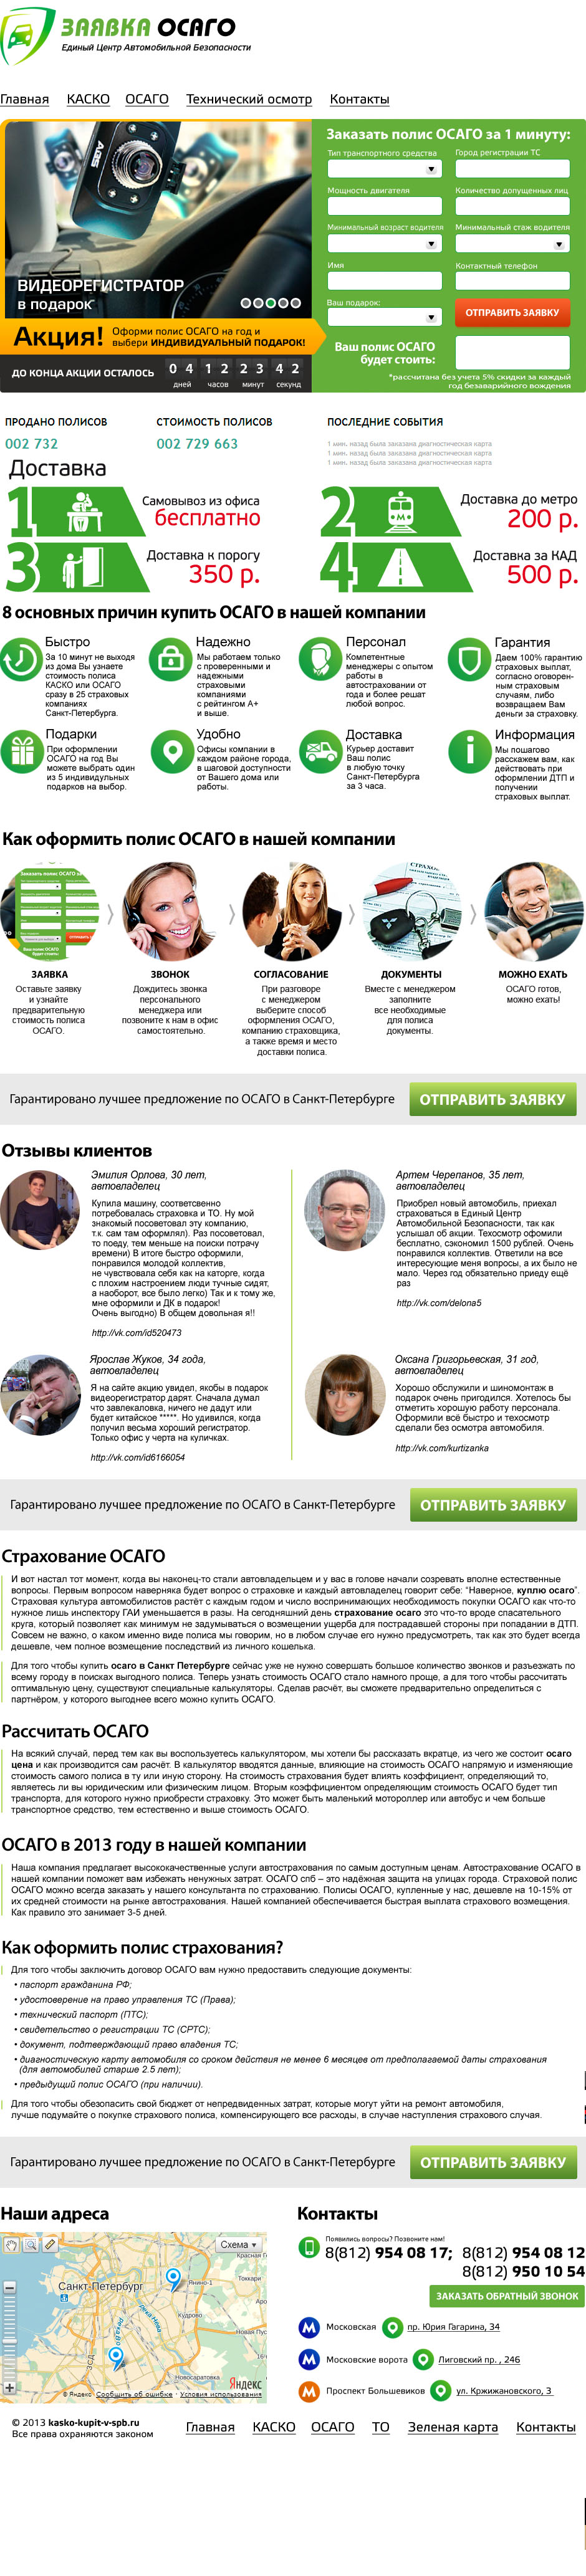 ЗАЯВКА ОСАГО
Единый Центр Автомобильной Безопасности
Главная КАСКО ОСАГО Технический осмотр Контакты
ВИДЕОРЕГИСТРАТОР
в подарок
Акция! Оформи полис ОСАГО на год и
выбери ИНДИВИДУАЛЬНЫЙ ПОДАРОК!
ДО КОНЦА АКЦИИ ОСТАЛОСЬ 04 12 23 42
дней часов минут секунд
Заказать полис ОСАГО за 1 минуту:
Тип транспортного средства Город регистрации ТС
Мощность двигателя Количество допущенных лиц
Минимальный возраст водителя Минимальный стаж водителя
Имя Контактный телефон
Ваш подарок:
ОТПРАВИТЬ ЗАЯВКУ
Ваш полис ОСАГО
будет стоить:
*рассчитана без учета 5% скидки за каждый
год безаварийного вождения
ПРОДАНО ПОЛИСОВ СТОИМОСТЬ ПОЛИСОВ ПОСЛЕДНИЕ СОБЫТИЯ
002 732 002 729 663
1 мин. назад была заказана диагностическая карта
1 мин. назад была заказана диагностическая карта
1 мин. назад была заказана диагностическая карта
Доставка
1 Самовывоз из офиса
бесплатно
2 Доставка до метро
200 р.
3 Доставка к порогу
350 р.
4 Доставка за КАД
500 р.
8 основных причин купить ОСАГО в нашей компании
Быстро
За 10 минут не выходя
из дома Вы узнаете
стоимость полиса
КАСКО или ОСАГО
сразу в 25 страховых
компаниях
Санкт-Петербурга.
Надежно
Мы работаем только
с проверенными и
надежными
страховыми
компаниями
с рейтингом А+
и выше.
Персонал
Компетентные
менеджеры с опытом
работы в
автостраховании от
года и более решат
любой вопрос.
Гарантия
Даем 100% гарантию
страховых выплат,
согласно оговорен-
ным страховым
случаям, либо
возвращаем Вам
деньги за страховку.
Подарки
При оформлении
ОСАГО на год Вы
можете выбрать один
из 5 индивидульных
подарков на выбор.
Удобно
Офисы компании в
каждом районе города,
в шаговой доступности
от Вашего дома или
работы.
Доставка
Курьер доставит
Ваш полис
в любую точку
Санкт-Петербурга
за 3 часа.
Информация
Мы пошагово
расскажем вам, как
действовать при
оформлении ДТП и
получении
страховых выплат.
Как оформить полис ОСАГО в нашей компании
ЗАЯВКА
Оставьте заявку
и узнайте
предварительную
стоимость полиса
ОСАГО.
ЗВОНОК
Дождитесь звонка
персонального
менеджера или
позвоните к нам в офис
самостоятельно.
СОГЛАСОВАНИЕ
При разговоре
с менеджером
выберите способ
оформления ОСАГО,
компанию страховщика,
а также время и место
доставки полиса.
ДОКУМЕНТЫ
Вместе с менеджером
заполните
все необходимые
для полиса
документы.
МОЖНО ЕХАТЬ
ОСАГО готов,
можно ехать!
Гарантировано лучшее предложение по ОСАГО в Санкт-Петербурге ОТПРАВИТЬ ЗАЯВКУ
Отзывы клиентов
Эмилия Орлова, 30 лет,
автовладелец
Купила машину, соответсвенно
потребовалась страховка и ТО. Ну мой
знакомый посоветовал эту компанию,
т.к. сам там оформлял). Раз посоветовал,
то поеду, тем меньше на поиски потрачу
времени) В итоге быстро оформили,
понравился молодой коллектив,
не чувствовала себя как на каторге, когда
с плохим настроением люди тучные сидят,
а наоборот, все было легко) Так и к тому же,
мне оформили и ДК в подарок!
Очень выгодно) В общем довольная я!!
http://vk.com/id520473
Артем Черепанов, 35 лет,
автовладелец
Приобрел новый автомобиль, приехал
страховаться в Единый Центр
Автомобильной Безопасности, так как
услышал об акции. Техосмотр офомили
бесплатно, сэкономил 1500 рублей. Очень
понравился коллектив. Ответили на все
интересующие меня вопросы, а их было не
мало. Через год обязательно приеду ещё
раз
http://vk.com/delona5
Ярослав Жуков, 34 года,
автовладелец
Я на сайте акцию увидел, якобы в подарок
видеорегистратор дарят. Сначала думал
что завлекаловка, ничего не дадут или
будет китайское *****. Но удивился, когда
получил весьма хороший регистратор.
Только офис у черта на куличках.
http://vk.com/id6166054
Оксана Григорьевская, 31 год,
автовладелец
Хорошо обслужили и шиномонтаж в
подарок очень пригодился. Хотелось бы
отметить хорошую работу персонала.
Оформили всё быстро и техосмотр
сделали без осмотра автомобиля.
http://vk.com/kurtizanka
Гарантировано лучшее предложение по ОСАГО в Санкт-Петербурге ОТПРАВИТЬ ЗАЯВКУ
Страхование ОСАГО
И вот настал тот момент, когда вы наконец-то стали автовладельцем и у вас в голове начали созревать вполне естественные
вопросы. Первым вопросом наверняка будет вопрос о страховке и каждый автовладелец говорит себе: “Наверное, куплю осаго”.
Страховая культура автомобилистов растёт с каждым годом и число воспринимающих необходимость покупки ОСАГО как что-то
нужное лишь инспектору ГАИ уменьшается в разы. На сегодняшний день страхование осаго это что-то вроде спасательного
круга, который позволяет как минимум не задумываться о возмещении ущерба для пострадавшей стороны при попадании в ДТП.
Совсем не важно, о каком именно виде полиса мы говорим, но в любом случае его нужно предусмотреть, так как это будет всегда
дешевле, чем полное возмещение последствий из личного кошелька.
Для того чтобы купить осаго в Санкт Петербурге сейчас уже не нужно совершать большое количество звонков и разъезжать по
всему городу в поисках выгодного полиса. Теперь узнать стоимость ОСАГО стало намного проще, а для того чтобы рассчитать
оптимальную цену, существуют специальные калькуляторы. Сделав расчёт, вы сможете предварительно определиться с
партнёром, у которого выгоднее всего можно купить ОСАГО.
Рассчитать ОСАГО
На всякий случай, перед тем как вы воспользуетесь калькулятором, мы хотели бы рассказать вкратце, из чего же состоит осаго
цена и как производится сам расчёт. В калькулятор вводятся данные, влияющие на стоимость ОСАГО напрямую и изменяющие
стоимость самого полиса в ту или иную сторону. На стоимость страхования будет влиять коэффициент, определяющий то,
являетесь ли вы юридическим или физическим лицом. Вторым коэффициентом определяющим стоимость ОСАГО будет тип
транспорта, для которого нужно приобрести страховку. Это может быть маленький мотороллер или автобус и чем больше
транспортное средство, тем естественно и выше стоимость ОСАГО.
ОСАГО в 2013 году в нашей компании
Наша компания предлагает высококачественные услуги автострахования по самым доступным ценам. Автострахование ОСАГО в
нашей компании поможет вам избежать ненужных затрат. ОСАГО спб – это надёжная защита на улицах города. Страховой полис
ОСАГО можно всегда заказать у нашего консультанта по страхованию. Полисы ОСАГО, купленные у нас, дешевле на 10-15% от
их средней стоимости на рынке автострахования. Нашей компанией обеспечивается быстрая выплата страхового возмещения.
Как правило это занимает 3-5 дней.
Как оформить полис страхования?
Для того чтобы заключить договор ОСАГО вам нужно предоставить следующие документы:
• паспорт гражданина РФ;
• удостоверение на право управления ТС (Права);
• технический паспорт (ПТС);
• свидетельство о регистрации ТС (СРТС);
• документ, подтверждающий право владения ТС;
• диагностическую карту автомобиля со сроком действия не менее 6 месяцев от предполагаемой даты страхования
(для автомобилей старше 2.5 лет);
• предыдущий полис ОСАГО (при наличии).
Для того чтобы обезопасить свой бюджет от непредвиденных затрат, которые могут уйти на ремонт автомобиля,
лучше подумайте о покупке страхового полиса, компенсирующего все расходы, в случае наступления страхового случая.
Гарантировано лучшее предложение по ОСАГО в Санкт-Петербурге ОТПРАВИТЬ ЗАЯВКУ
Наши адреса
Схема
Санкт-Петербург
Янино-1
Токкари
Кудрово
Новая Пус
Новосаратовка
ЗСД
Река Нева
Яндекс
© Яндекс Сообщить об ошибке · Условия использования
Контакты
Появились вопросы? Позвоните нам!
8(812) 954 08 17; 8(812) 954 08 12
8(812) 950 10 54
ЗАКАЗАТЬ ОБРАТНЫЙ ЗВОНОК
Московская пр. Юрия Гагарина, 34
Московские ворота Лиговский пр. , 246
Проспект Большевиков ул. Кржижановского, 3
© 2013 kasko-kupit-v-spb.ru
Все права охраняются законом
Главная КАСКО ОСАГО ТО Зеленая карта Контакты